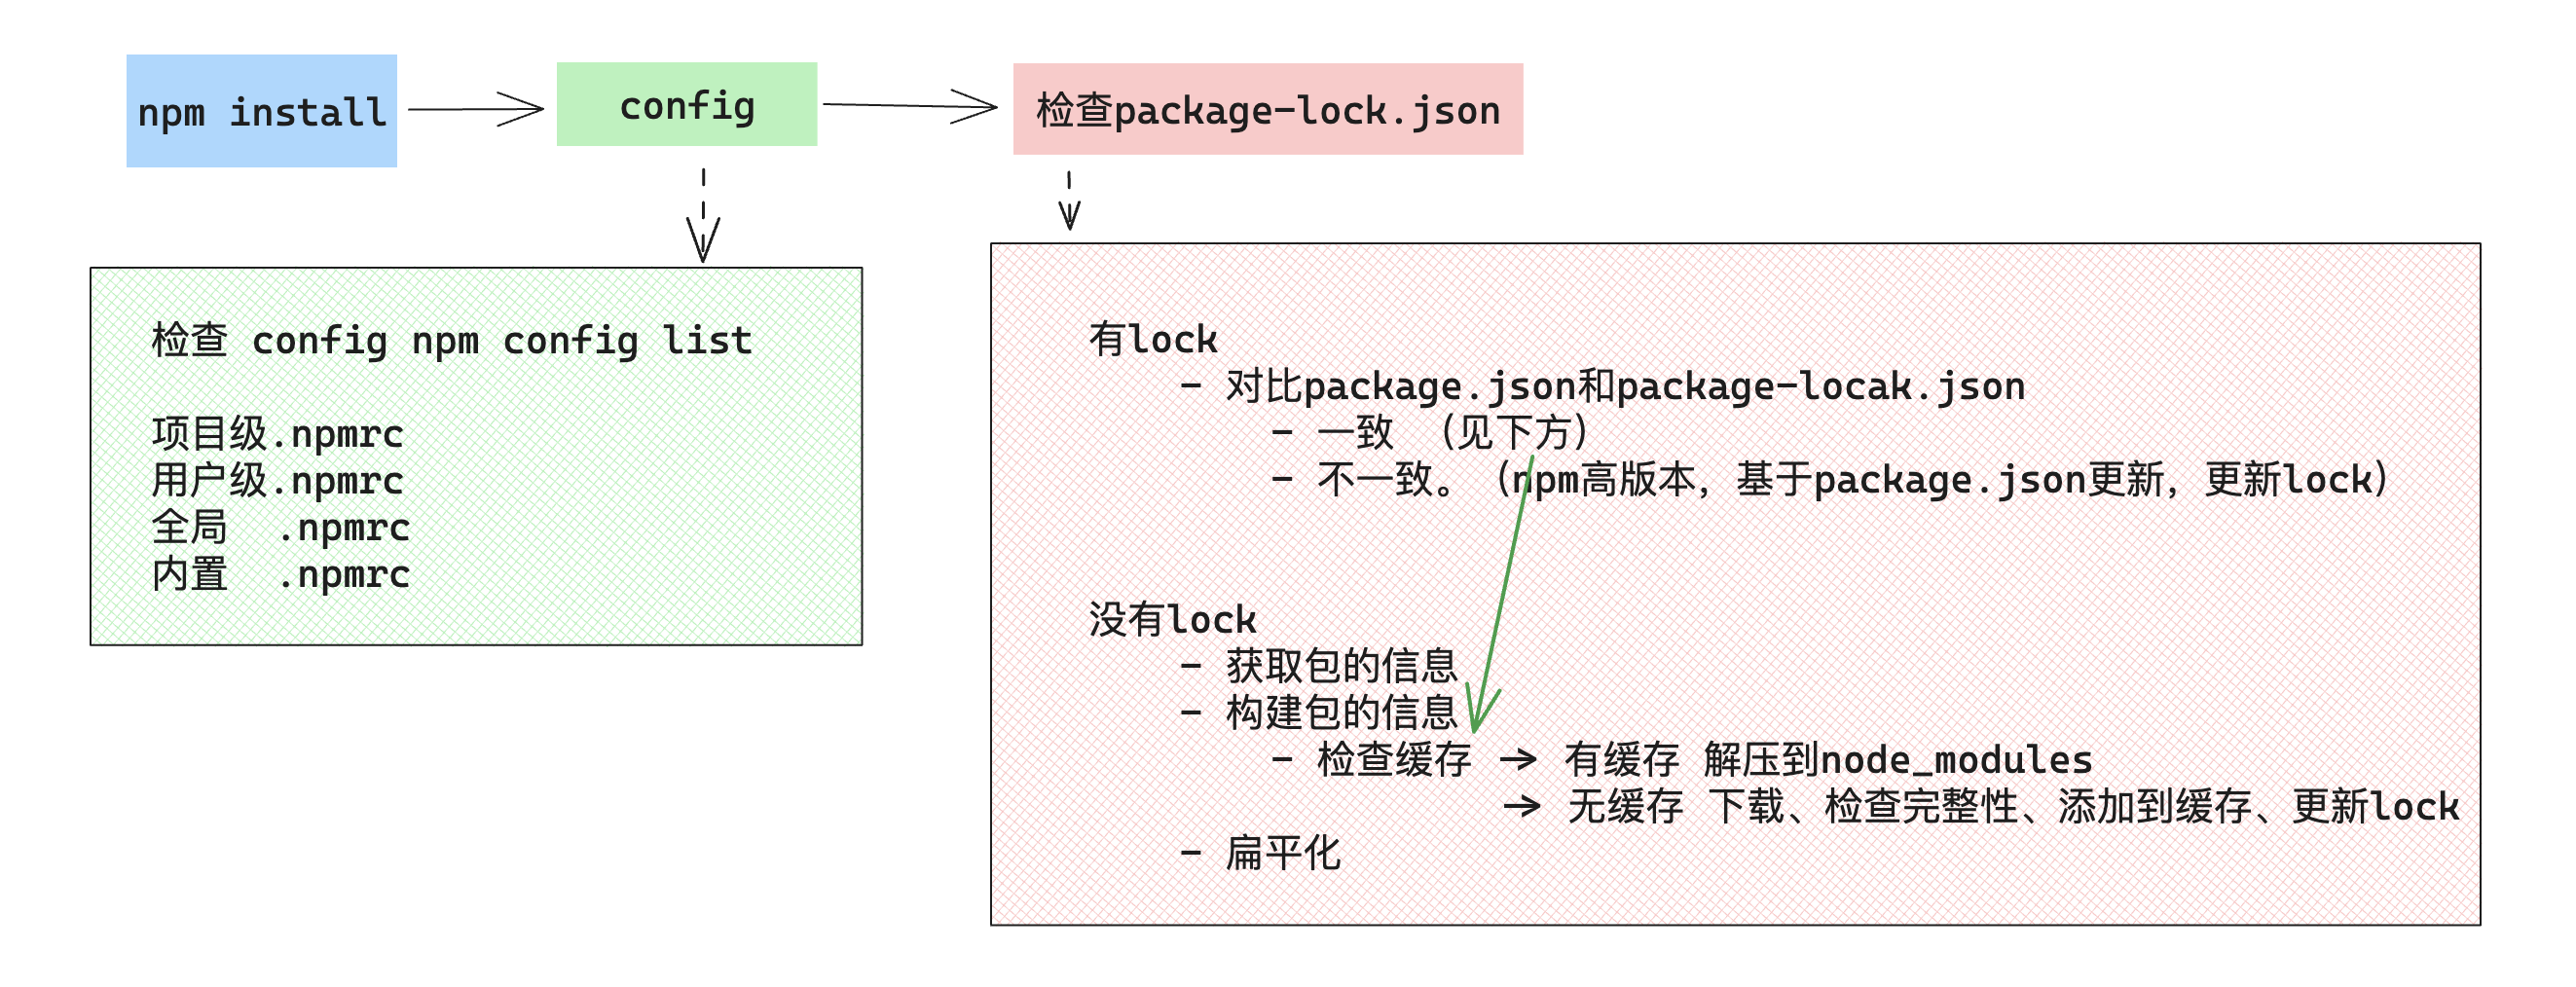 npm install
config
检查package-lock.json
检查 config npm config list
项目级.npmrc
用户级.npmrc
全局 .npmrc
内置 .npmrc
有lock
- 对比package.json和package-locak.json
- 一致 （见下方）
- 不一致。（npm高版本，基于package.json更新，更新lock）
没有lock
- 获取包的信息
- 构建包的信息
- 检查缓存 → 有缓存 解压到node_modules
→ 无缓存 下载、检查完整性、添加到缓存、更新lock
- 扁平化